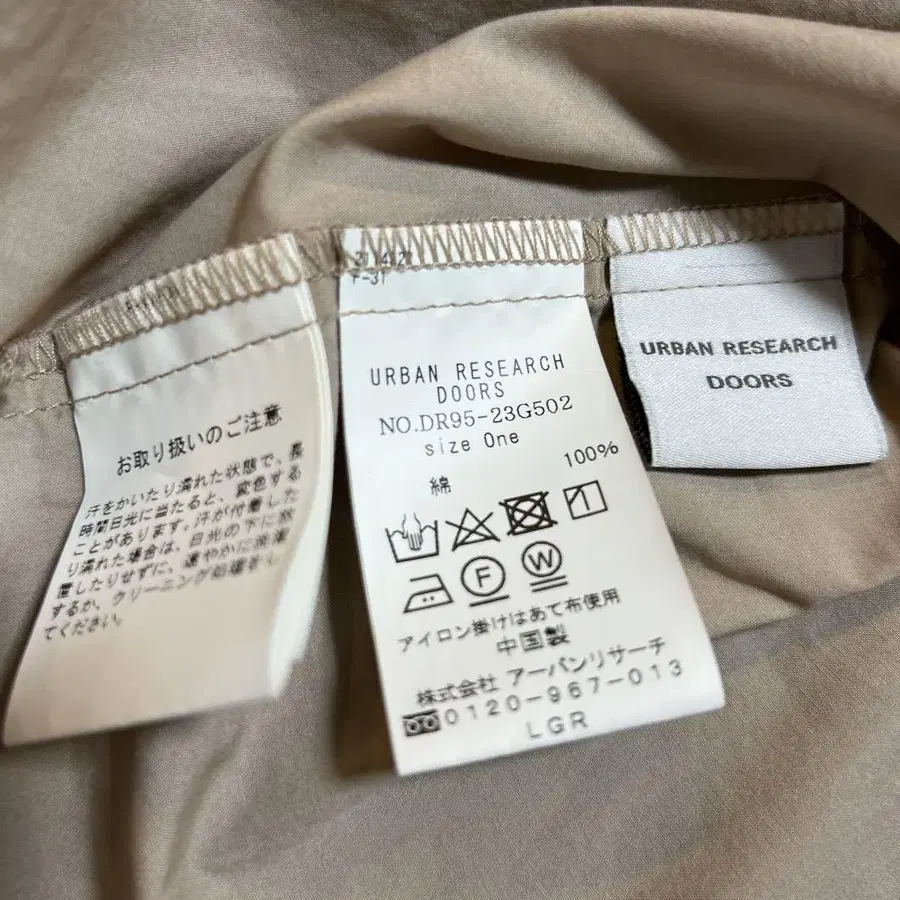 お取り扱いのご注意
汗をかいたり濡れた状態で、長
時間日光に当たると、変色する
ことがあります。汗が付着した
り濡れた場合は、日光の下に放
置したりせずに、速やかに洗濯
するか、クリーニング処理をし
てください。
URBAN RESEARCH
DOORS
NO.DR95-23G502
size One
綿 100%
F W
アイロン掛けはあて布使用
中国製
株式会社 アーバンリサーチ
0120-967-013
LGR
URBAN RESEARCH
DOORS